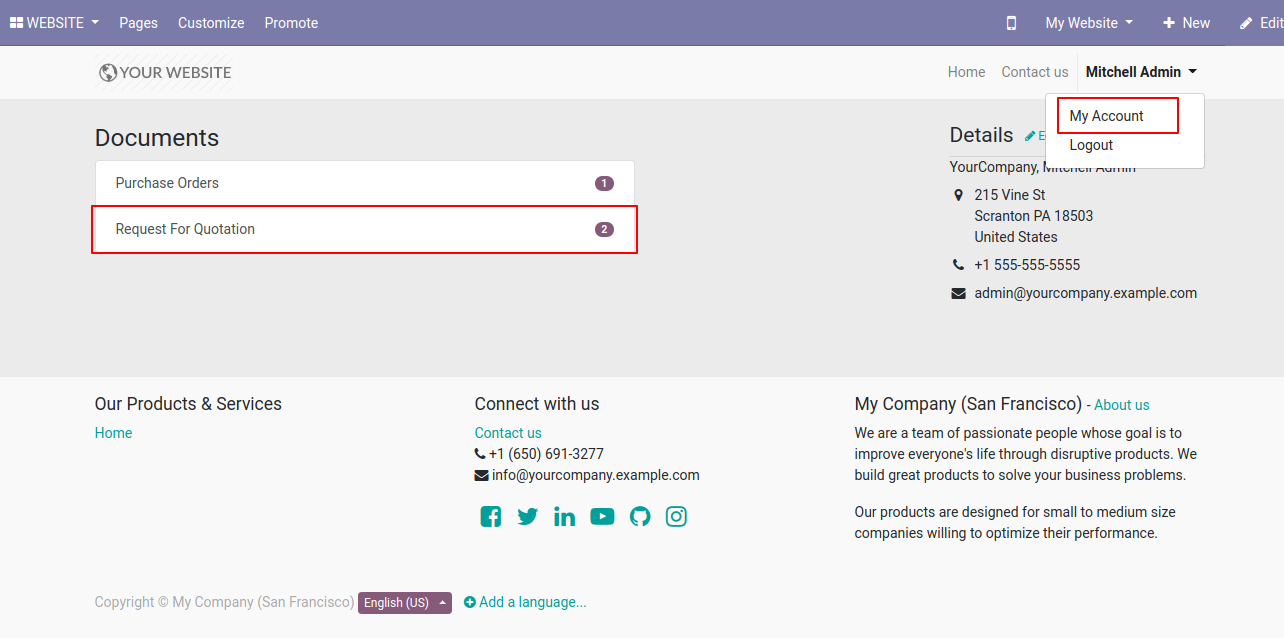 WEBSITE Pages Customize Promote My Website New Edit
YOUR WEBSITE Home Contact us Mitchell Admin
My Account
Logout
Documents
Purchase Orders 1
Request For Quotation 2
Details
YourCompany, Mitchell Admin
215 Vine St
Scranton PA 18503
United States
+1 555-555-5555
admin@yourcompany.example.com
Our Products & Services
Home
Connect with us
Contact us
+1 (650) 691-3277
info@yourcompany.example.com
My Company (San Francisco) - About us
We are a team of passionate people whose goal is to
improve everyone's life through disruptive products. We
build great products to solve your business problems.
Our products are designed for small to medium size
companies willing to optimize their performance.
Copyright © My Company (San Francisco) English (US) Add a language...